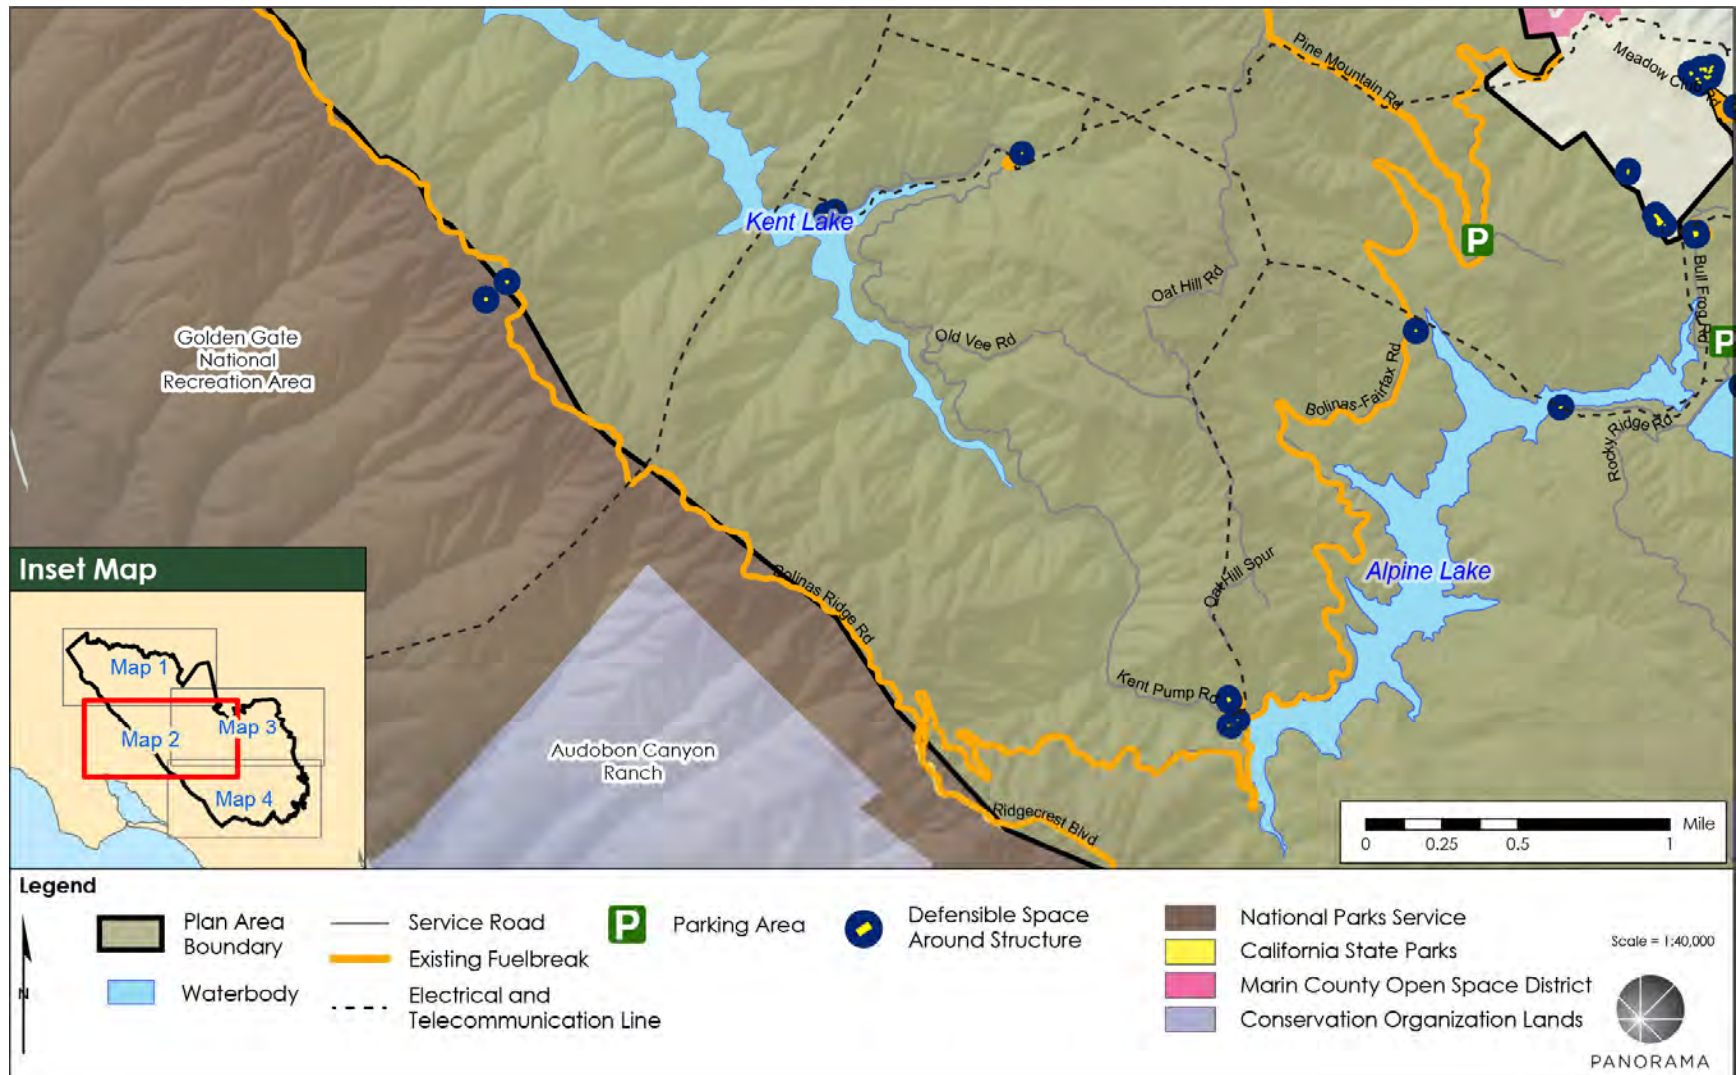 Pine Mountain Rd
Meadow Club Rd
Kent Lake
Oat Hill Rd
Bull Frog Rd
Golden Gate
National
Recreation Area
Old Vee Rd
Bolinas-Fairfax Rd
Rocky Ridge Rd
Oat Hill Spur
Alpine Lake
Bolinas Ridge Rd
Kent Pump Rd
Audobon Canyon
Ranch
Ridgecrest Blvd
P
P
Inset Map
Map 1
Map 2
Map 3
Map 4
Mile
0 0.25 0.5 1
Legend
N
Plan Area
Boundary
Waterbody
Service Road
Existing Fuelbreak
Electrical and
Telecommunication Line
P
Parking Area
Defensible Space
Around Structure
National Parks Service
California State Parks
Marin County Open Space District
Conservation Organization Lands
Scale = 1:40,000
PANORAMA